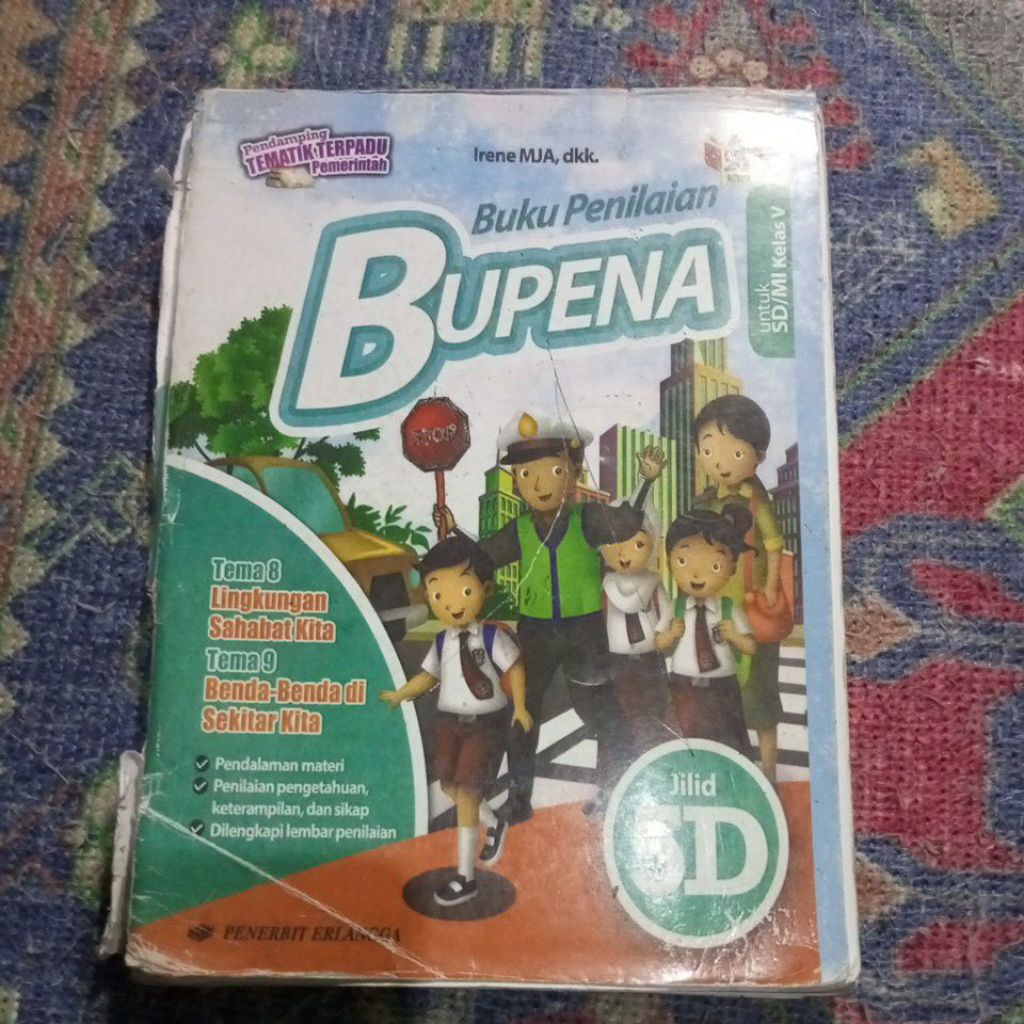 Pendamping
TEMATIK TERPADU
Pemerintah
Irene MJA, dkk.
Buku Penilaian
BUPENA
untuk
SD/MI Kelas V
STOP
Tema 8
Lingkungan
Sahabat Kita
Tema 9
Benda-Benda di
Sekitar Kita
Pendalaman materi
Penilaian pengetahuan,
keterampilan, dan sikap
Dilengkapi lembar penilaian
Jilid
5D
PENERBIT ERLANGGA